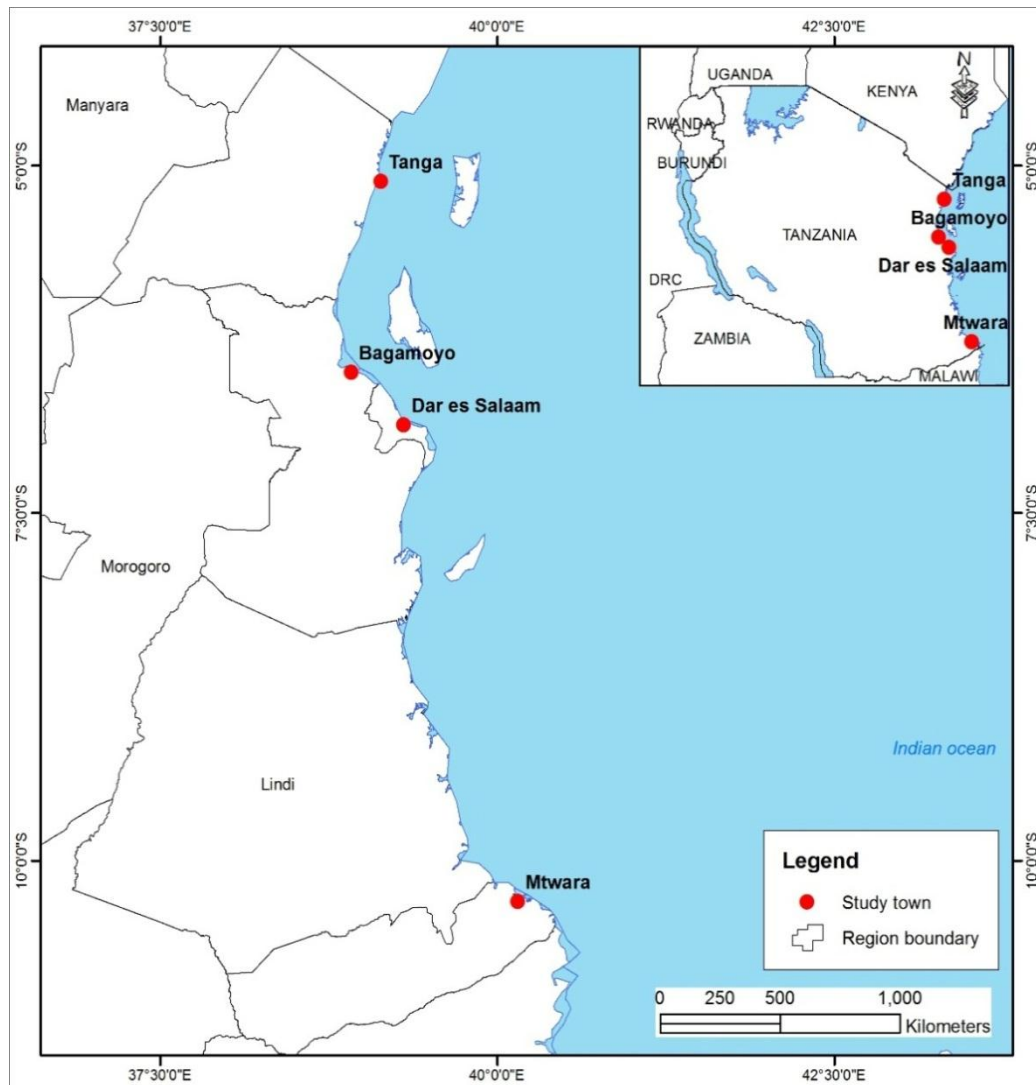 37°30'0"E
40°0'0"E
42°30'0"E
N
UGANDA
KENYA
Manyara
RWANDA
5°0'0"S
5°0'0"S
Tanga
BURUNDI
Tanga
Bagamoyo
TANZANIA
Dar es Salaam
DRC
Mtwara
ZAMBIA
Bagamoyo
MALAWI
Dar es Salaam
7°30'0"S
7°30'0"S
Morogoro
Indian ocean
Lindi
10°0'0"S
10°0'0"S
Legend
Mtwara
Study town
Region boundary
0 250 500 1,000
Kilometers
37°30'0"E
40°0'0"E
42°30'0"E